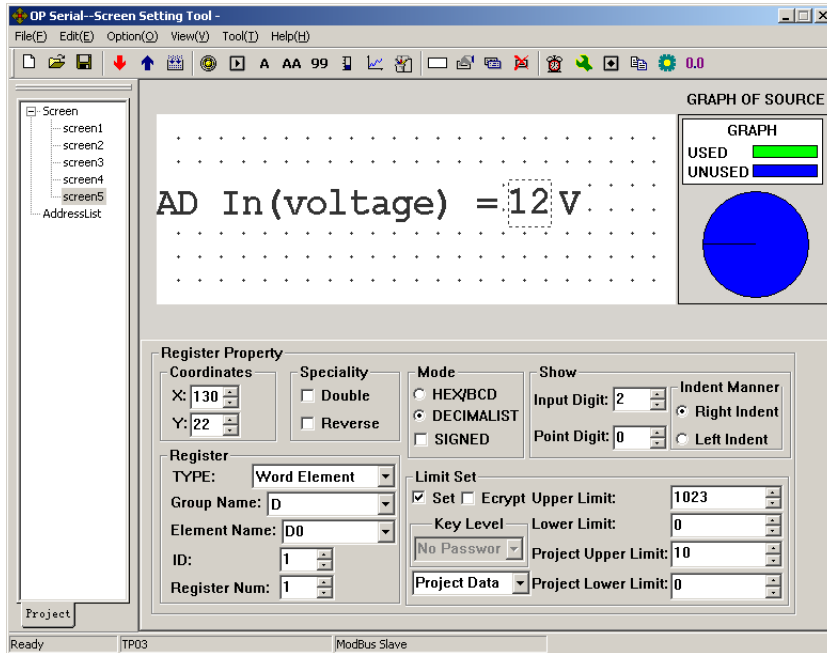 OP Serial--Screen Setting Tool -
File(F) Edit(E) Option(O) View(V) Tool(T) Help(H)
A AA 99 0.0
Screen
screen1
screen2
screen3
screen4
screen5
AddressList
Project
AD In(voltage) =12V
GRAPH OF SOURCE
GRAPH
USED
UNUSED
Register Property
Coordinates
X: 130
Y: 22
Speciality
Double
Reverse
Mode
HEX/BCD
DECIMALIST
SIGNED
Show
Input Digit: 2
Point Digit: 0
Indent Manner
Right Indent
Left Indent
Register
TYPE: Word Element
Group Name: D
Element Name: D0
ID: 1
Register Num: 1
Limit Set
Set Ecrypt Upper Limit: 1023
Key Level Lower Limit: 0
No Passwor Project Upper Limit: 10
Project Data Project Lower Limit: 0
Ready TP03 ModBus Slave